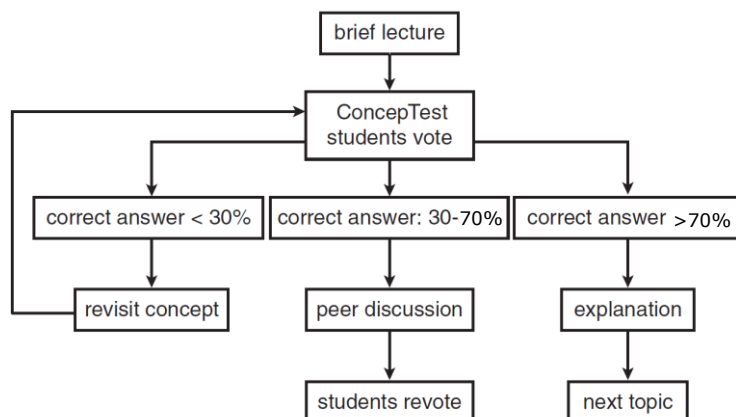 brief lecture
ConcepTest
students vote
correct answer < 30%
correct answer: 30-70%
correct answer >70%
revisit concept
peer discussion
explanation
students revote
next topic